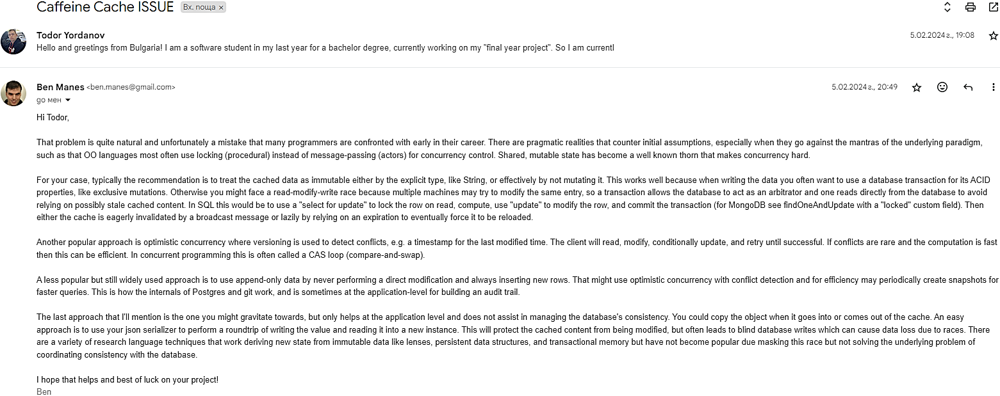 Caffeine Cache ISSUE Вх. поща ×
Todor Yordanov 5.02.2024 г., 19:08
Hello and greetings from Bulgaria! I am a software student in my last year for a bachelor degree, currently working on my "final year project". So I am currentl
Ben Manes <ben.manes@gmail.com> 5.02.2024 г., 20:49
до мен
Hi Todor,
That problem is quite natural and unfortunately a mistake that many programmers are confronted with early in their career. There are pragmatic realities that counter initial assumptions, especially when they go against the mantras of the underlying paradigm,
such as that OO languages most often use locking (procedural) instead of message-passing (actors) for concurrency control. Shared, mutable state has become a well known thorn that makes concurrency hard.
For your case, typically the recommendation is to treat the cached data as immutable either by the explicit type, like String, or effectively by not mutating it. This works well because when writing the data you often want to use a database transaction for its ACID
properties, like exclusive mutations. Otherwise you might face a read-modify-write race because multiple machines may try to modify the same entry, so a transaction allows the database to act as an arbitrator and one reads directly from the database to avoid
relying on possibly stale cached content. In SQL this would be to use a "select for update" to lock the row on read, compute, use "update" to modify the row, and commit the transaction (for MongoDB see findOneAndUpdate with a "locked" custom field). Then
either the cache is eagerly invalidated by a broadcast message or lazily by relying on an expiration to eventually force it to be reloaded.
Another popular approach is optimistic concurrency where versioning is used to detect conflicts, e.g. a timestamp for the last modified time. The client will read, modify, conditionally update, and retry until successful. If conflicts are rare and the computation is fast
then this can be efficient. In concurrent programming this is often called a CAS loop (compare-and-swap).
A less popular but still widely used approach is to use append-only data by never performing a direct modification and always inserting new rows. That might use optimistic concurrency with conflict detection and for efficiency may periodically create snapshots for
faster queries. This is how the internals of Postgres and git work, and is sometimes at the application-level for building an audit trail.
The last approach that I'll mention is the one you might gravitate towards, but only helps at the application level and does not assist in managing the database's consistency. You could copy the object when it goes into or comes out of the cache. An easy
approach is to use your json serializer to perform a roundtrip of writing the value and reading it into a new instance. This will protect the cached content from being modified, but often leads to blind database writes which can cause data loss due to races. There
are a variety of research language techniques that work deriving new state from immutable data like lenses, persistent data structures, and transactional memory but have not become popular due masking this race but not solving the underlying problem of
coordinating consistency with the database.
I hope that helps and best of luck on your project!
Ben